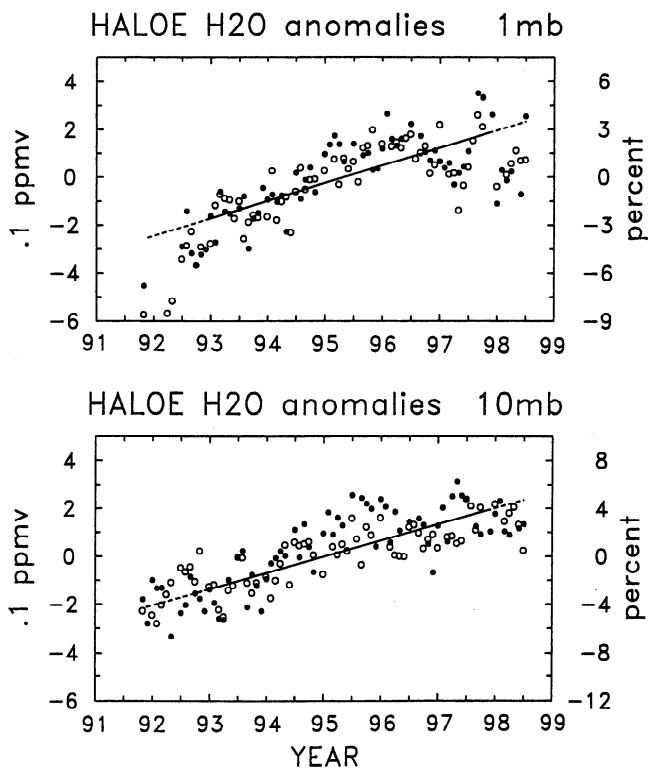 HALOE H2O anomalies 1mb
4 6
2 3
0 0
-2 -3
-4 -6
-6 -9
.1 ppmv
percent
91 92 93 94 95 96 97 98 99
HALOE H2O anomalies 10mb
4 8
2 4
0 0
-2 -4
-4 -8
-6 -12
.1 ppmv
percent
91 92 93 94 95 96 97 98 99
YEAR